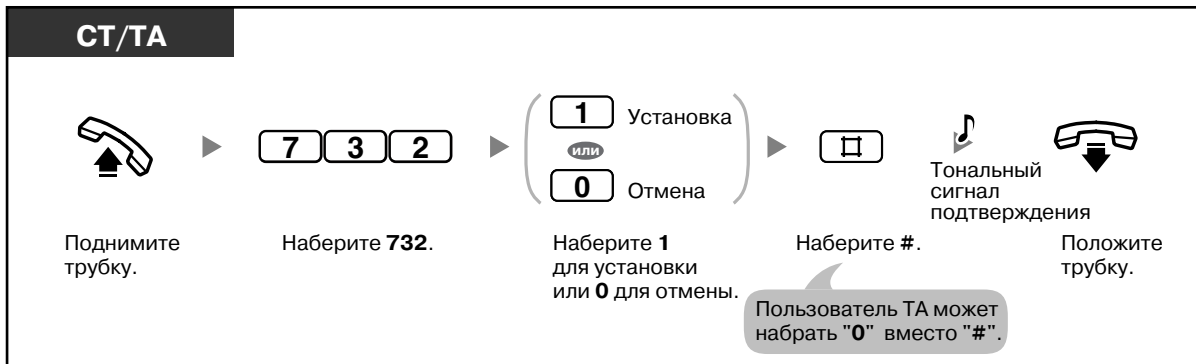 СТ/ТА
7 3 2
1 Установка
или
0 Отмена
#
Тональный
сигнал
подтверждения
Поднимите
трубку.
Наберите 732.
Наберите 1
для установки
или 0 для отмены.
Наберите #.
Положите
трубку.
Пользователь ТА может
набрать "0" вместо "#".